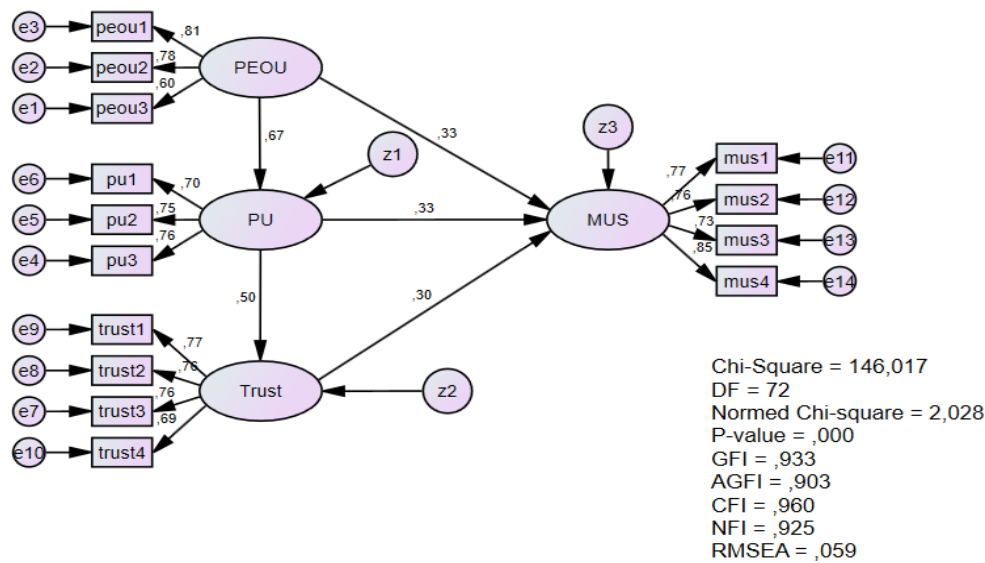 e3 peou1 ,81
e2 peou2 ,78 PEOU
e1 peou3 ,60
,67 ,33 z3
z1
e6 pu1 ,70 ,77 mus1 e11
e5 pu2 ,75 PU ,33 MUS ,76 mus2 e12
e4 pu3 ,76 ,73 mus3 e13
,85 mus4 e14
,50 ,30
e9 trust1 ,77
e8 trust2 ,76
e7 trust3 ,76 Trust z2
e10 trust4 ,69
Chi-Square = 146,017
DF = 72
Normed Chi-square = 2,028
P-value = ,000
GFI = ,933
AGFI = ,903
CFI = ,960
NFI = ,925
RMSEA = ,059